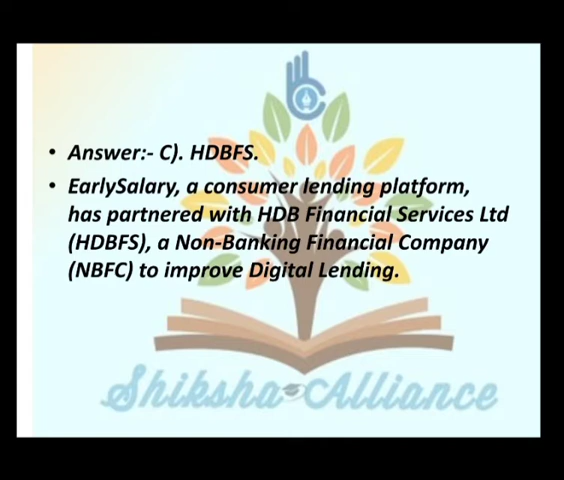 • Answer:- C). HDBFS.
• EarlySalary, a consumer lending platform,
has partnered with HDB Financial Services Ltd
(HDBFS), a Non-Banking Financial Company
(NBFC) to improve Digital Lending.
Shiksha Alliance